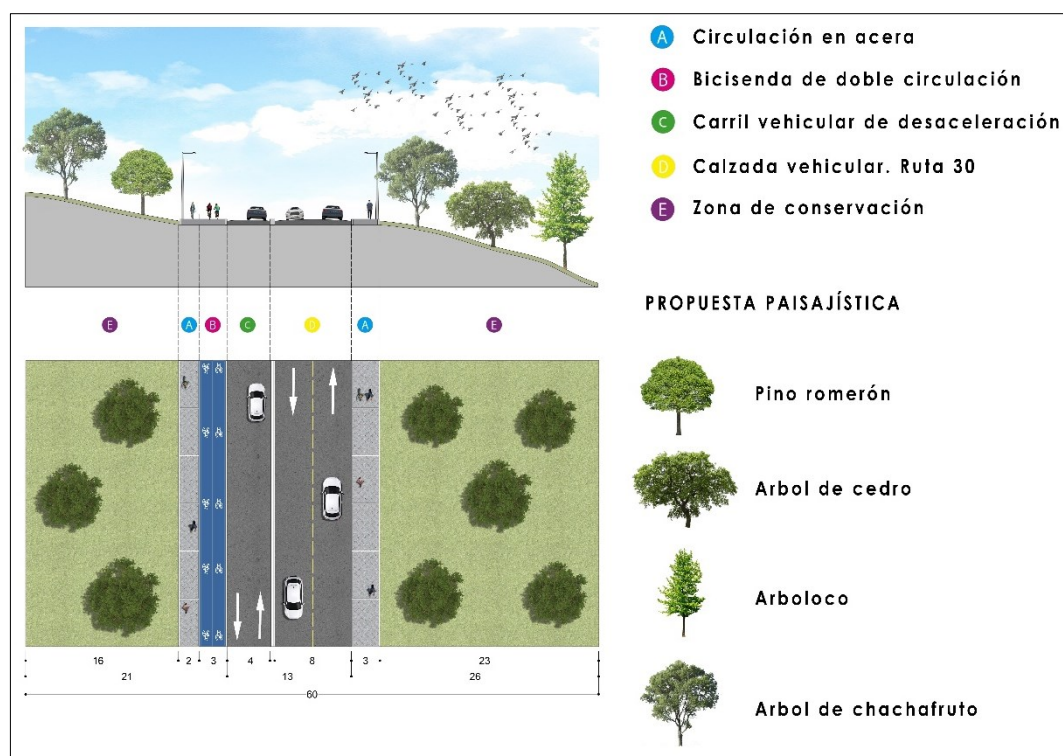 A Circulación en acera
B Bicisenda de doble circulación
C Carril vehicular de desaceleración
D Calzada vehicular. Ruta 30
E Zona de conservación
PROPUESTA PAISAJÍSTICA
Pino romerón
Arbol de cedro
Arboloco
Arbol de chachafruto
E A B C D A E
16 2 3 4 8 3 23
21 13 26
60